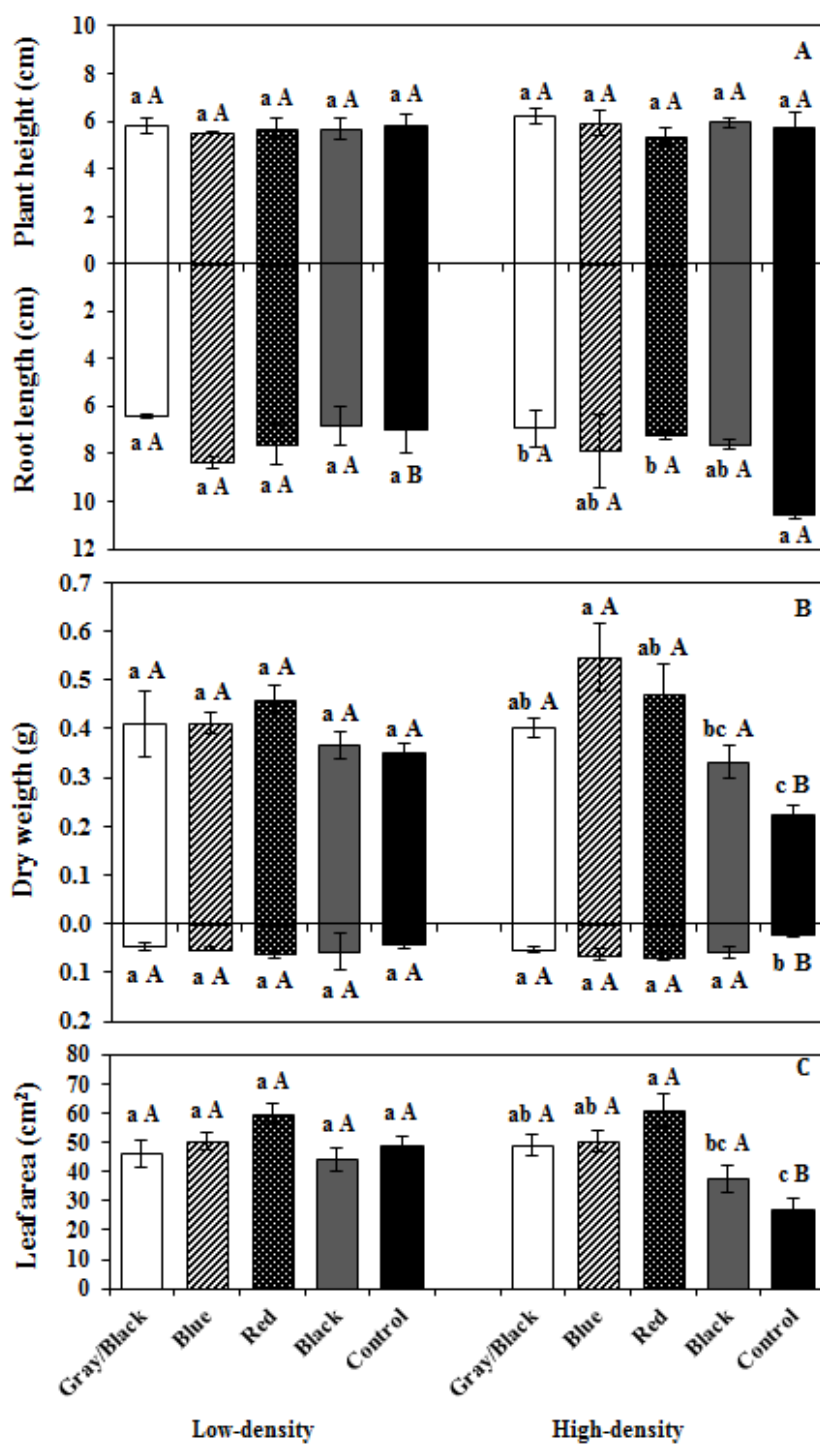 10
A
8
a A a A a A a A a A a A a A a A a A a A
6
4
2
0
Plant height (cm)
2
4
6
8
10
12
Root length (cm)
a A a A a A a A a B b A ab A b A ab A a A
0.7
B
0.6
0.5
0.4
0.3
0.2
0.1
0.0
0.1
0.2
Dry weigth (g)
a A a A a A a A a A ab A a A ab A bc A c B
a A a A a A a A a A a A a A a A a A b B
80
C
70
60
50
40
30
20
10
0
Leaf area (cm²)
a A a A a A a A a A ab A ab A a A bc A c B
Gray/Black Blue Red Black Control Gray/Black Blue Red Black Control
Low-density High-density